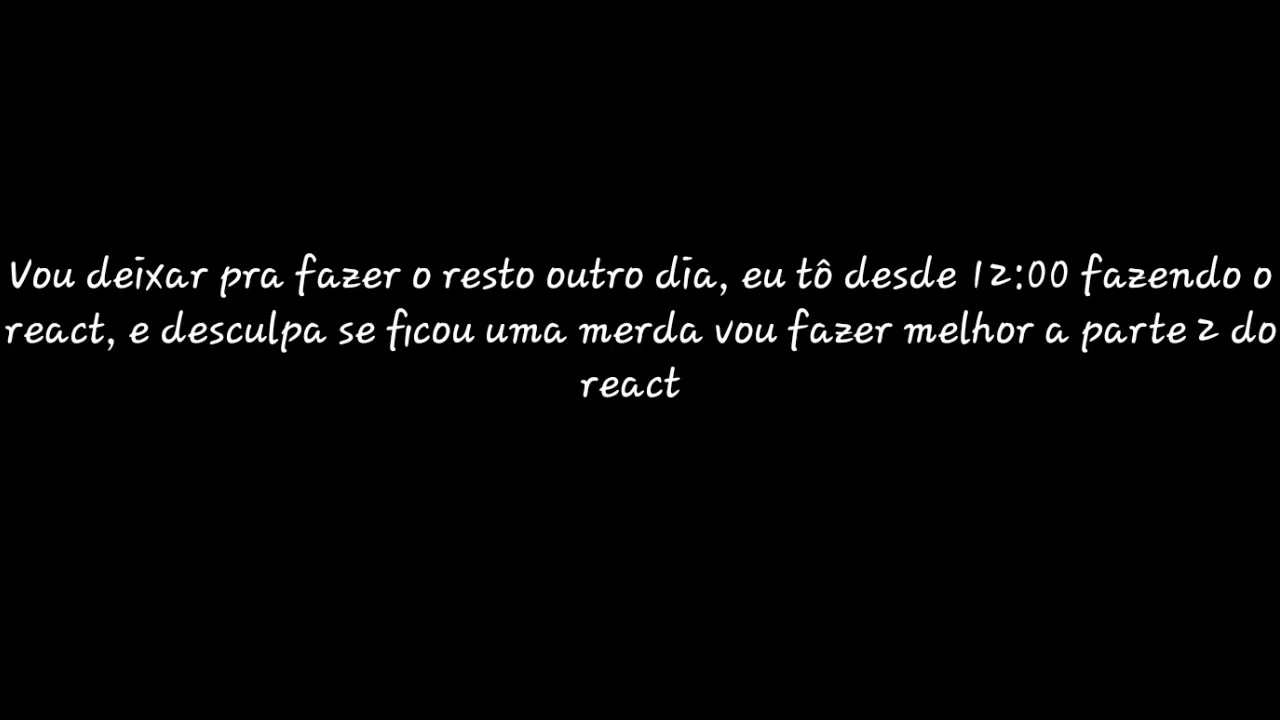 Vou deixar pra fazer o resto outro dia, eu tô desde 12:00 fazendo o
react, e desculpa se ficou uma merda vou fazer melhor a parte 2 do
react